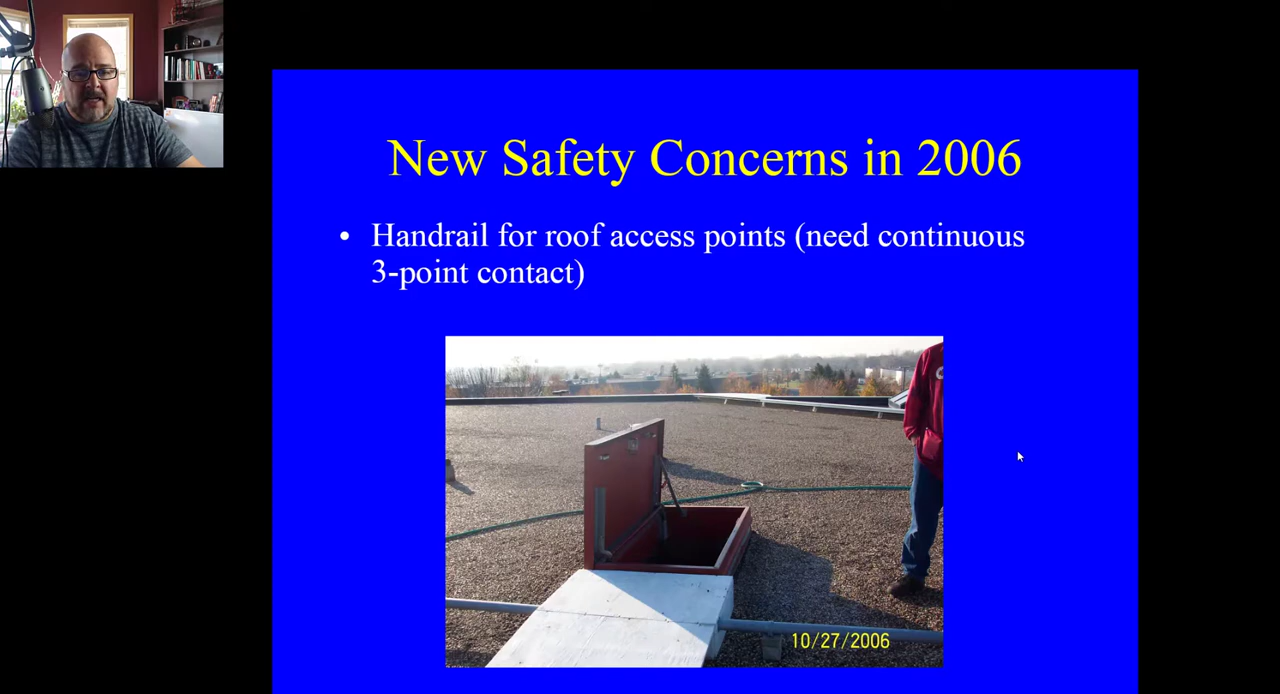 New Safety Concerns in 2006
• Handrail for roof access points (need continuous
3-point contact)
10/27/2006